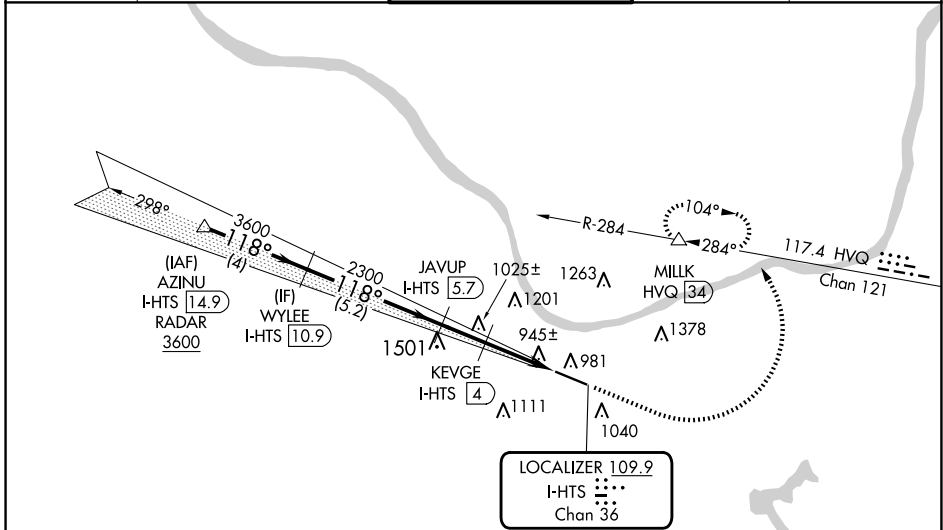 298°
3600
118°
(4)
(IAF)
AZINU
I-HTS 14.9
RADAR
3600
2300
118°
(5.2)
(IF)
WYLEE
I-HTS 10.9
JAVUP
I-HTS 5.7
1025±
1201
1263
1501
945±
981
KEVGE
I-HTS 4
1111
1040
1378
R-284
104°
284°
MILLK
HVQ 34
117.4 HVQ
Chan 121
LOCALIZER 109.9
I-HTS
Chan 36